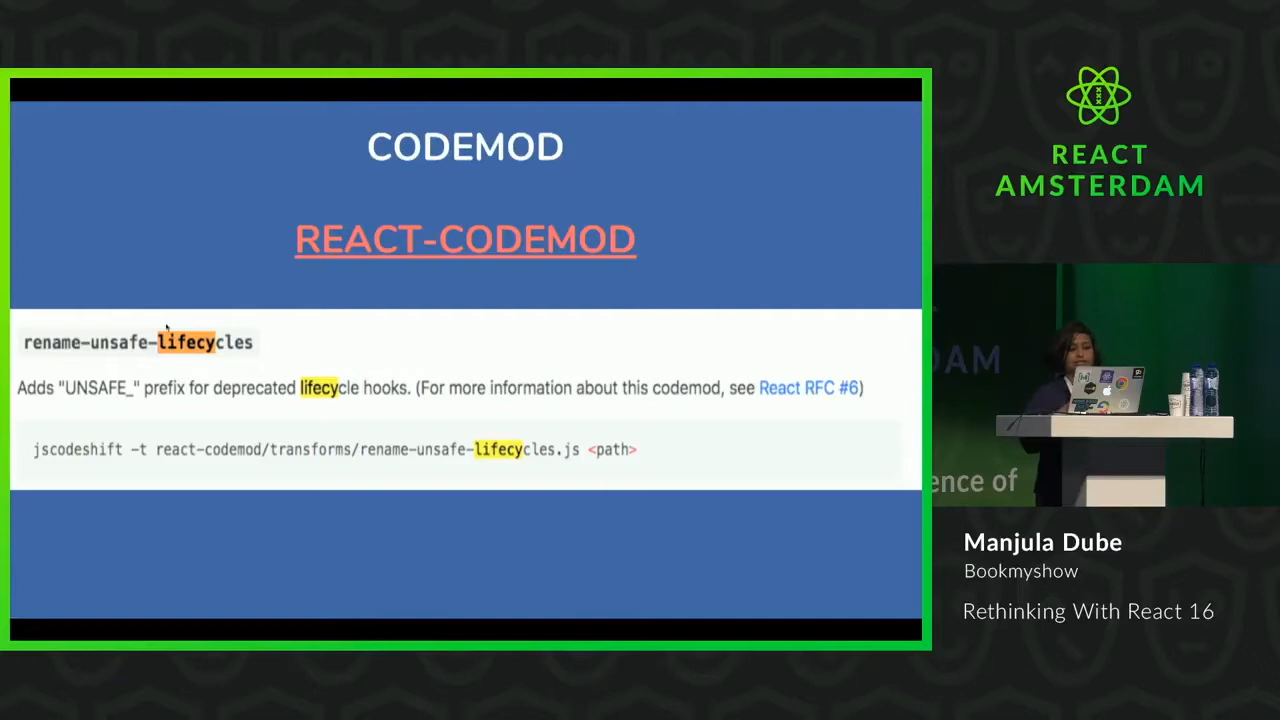 CODEMOD
REACT-CODEMOD
rename-unsafe-lifecycles
Adds "UNSAFE_" prefix for deprecated lifecycle hooks. (For more information about this codemod, see React RFC #6)
jscodeshift -t react-codemod/transforms/rename-unsafe-lifecycles.js <path>
REACT
AMSTERDAM
DAM
ence of
Manjula Dube
Bookmyshow
Rethinking With React 16